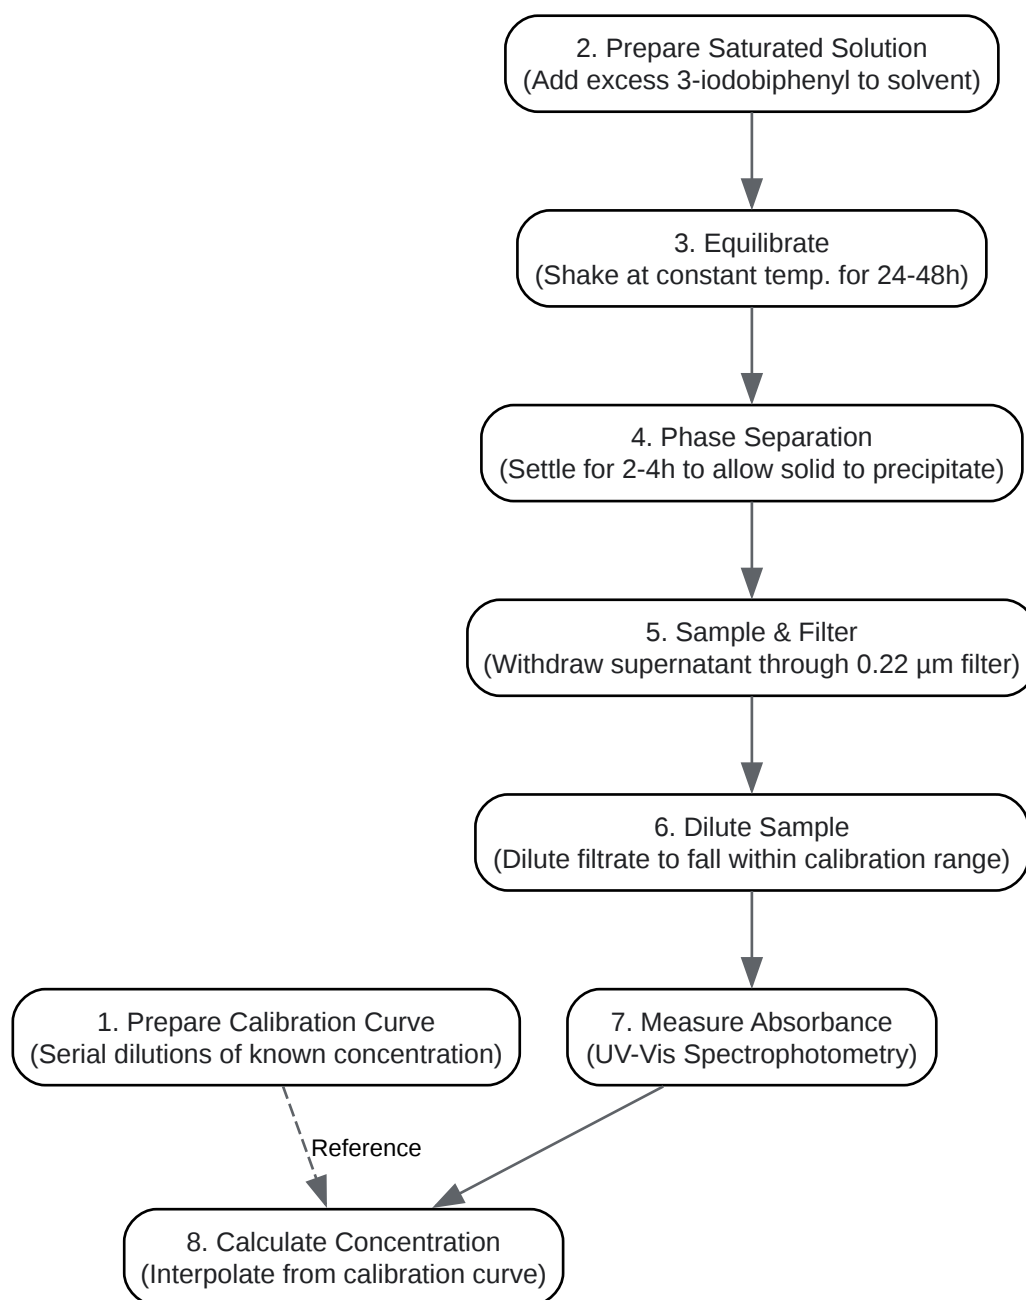 2. Prepare Saturated Solution
(Add excess 3-iodobiphenyl to solvent)
3. Equilibrate
(Shake at constant temp. for 24-48h)
4. Phase Separation
(Settle for 2-4h to allow solid to precipitate)
5. Sample & Filter
(Withdraw supernatant through 0.22 µm filter)
6. Dilute Sample
(Dilute filtrate to fall within calibration range)
1. Prepare Calibration Curve
(Serial dilutions of known concentration)
7. Measure Absorbance
(UV-Vis Spectrophotometry)
Reference
8. Calculate Concentration
(Interpolate from calibration curve)